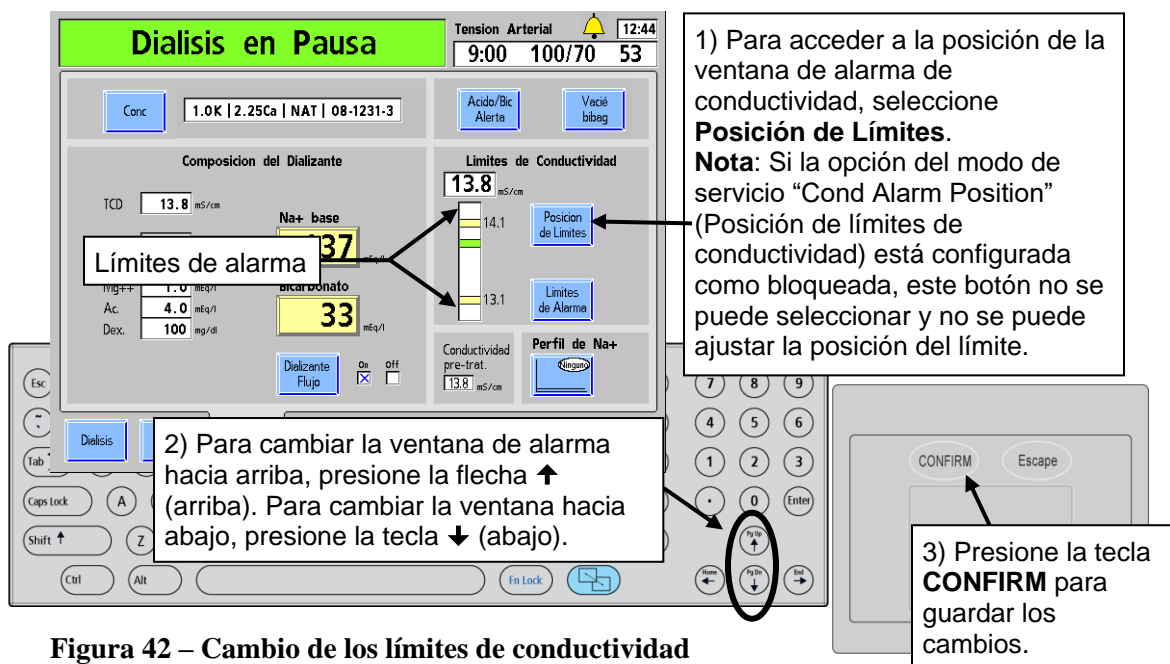 Dialisis en Pausa
Tension Arterial
12:44
9:00 100/70 53
Conc
1.0K | 2.25Ca | NAT | 08-1231-3
Acido/Bic
Alerta
Vacié
bibag
Composicion del Dializante
TCD 13.8 mS/cm
Na+ base
137 mEq/l
Mg++ 1.0 mEq/l
Ac. 4.0 mEq/l
Dex. 100 mg/dl
Bicarbonato
33 mEq/l
Dializante
Flujo
On Off
Limites de Conductividad
13.8 mS/cm
14.1
13.1
Posicion
de Limites
Limites
de Alarma
Conductividad
pre-trat.
13.8 mS/cm
Perfil de Na+
Ninguno
Dialisis
Límites de alarma
1) Para acceder a la posición de la
ventana de alarma de
conductividad, seleccione
Posición de Límites.
Nota: Si la opción del modo de
servicio “Cond Alarm Position”
(Posición de límites de
conductividad) está configurada
como bloqueada, este botón no se
puede seleccionar y no se puede
ajustar la posición del límite.
2) Para cambiar la ventana de alarma
hacia arriba, presione la flecha ↑
(arriba). Para cambiar la ventana hacia
abajo, presione la tecla ↓ (abajo).
Esc
7 8 9
4 5 6
Tab
1 2 3
Caps Lock A
. 0 Enter
Shift ↑ Z
Pg Up ↑
Ctrl Alt
Fn Lock
Home ← Pg Dn ↓ End →
CONFIRM Escape
3) Presione la tecla
CONFIRM para
guardar los
cambios.
Figura 42 – Cambio de los límites de conductividad